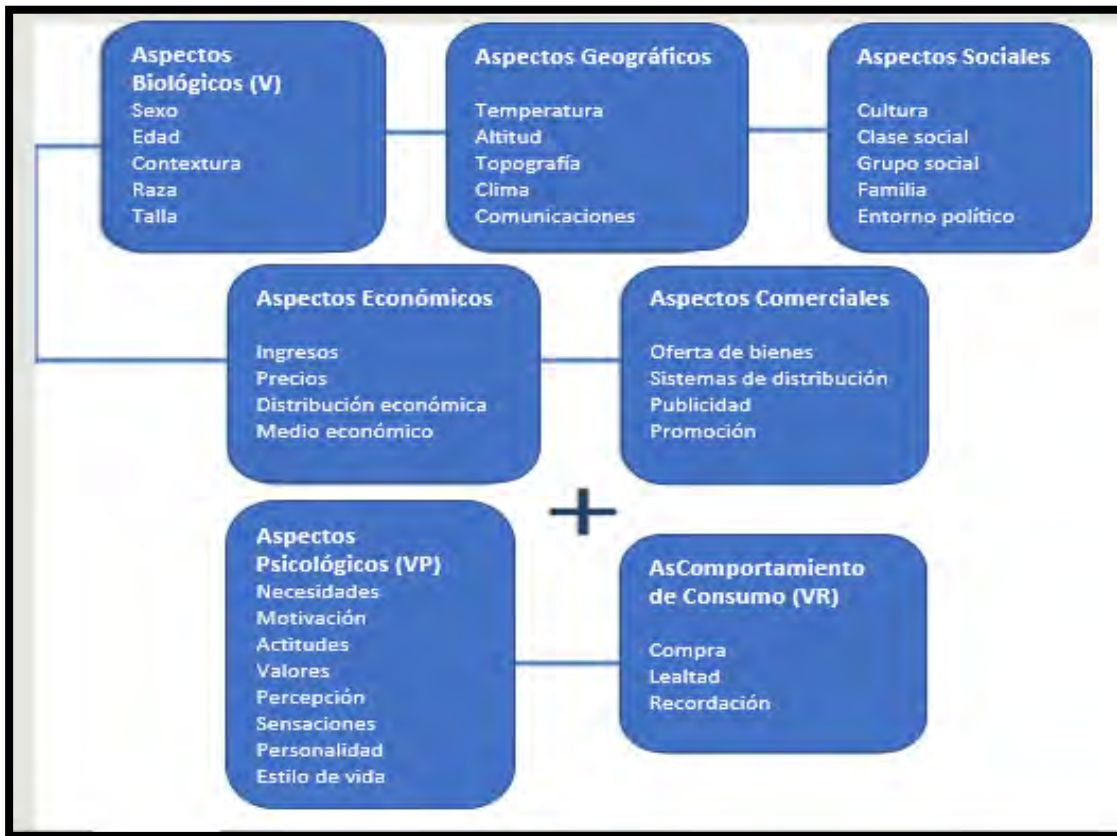 Aspectos
Biológicos (V)
Sexo
Edad
Contextura
Raza
Talla
Aspectos Geográficos
Temperatura
Altitud
Topografía
Clima
Comunicaciones
Aspectos Sociales
Cultura
Clase social
Grupo social
Familia
Entorno político
Aspectos Económicos
Ingresos
Precios
Distribución económica
Medio económico
Aspectos Comerciales
Oferta de bienes
Sistemas de distribución
Publicidad
Promoción
+
Aspectos
Psicológicos (VP)
Necesidades
Motivación
Actitudes
Valores
Percepción
Sensaciones
Personalidad
Estilo de vida
AsComportamiento
de Consumo (VR)
Compra
Lealtad
Recordación